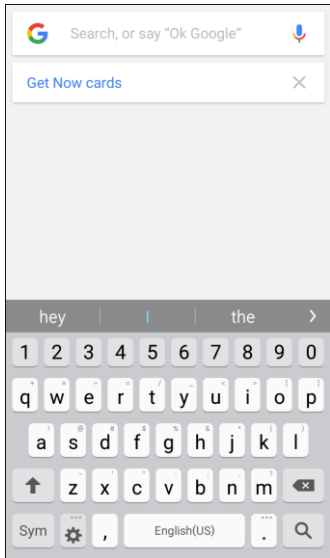 Search, or say "Ok Google"
Get Now cards
hey I the
1 2 3 4 5 6 7 8 9 0
q w e r t y u i o p
a s d f g h j k l
z x c v b n m
Sym , English(US) .